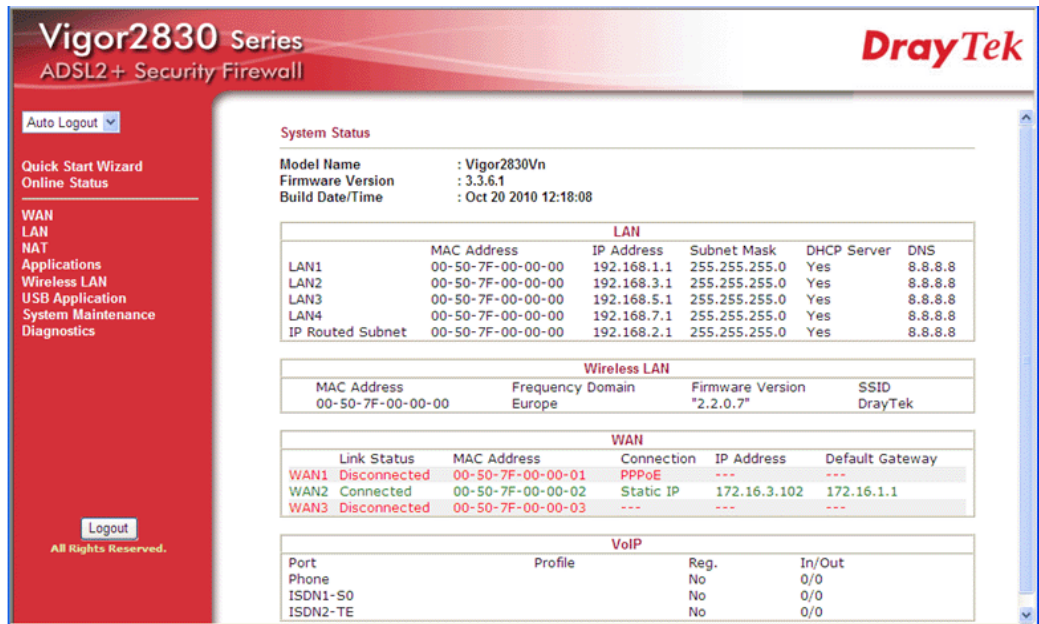 Vigor2830 Series
ADSL2+ Security Firewall
DrayTek
Auto Logout
Quick Start Wizard
Online Status
WAN
LAN
NAT
Applications
Wireless LAN
USB Application
System Maintenance
Diagnostics
Logout
All Rights Reserved.
System Status
Model Name : Vigor2830Vn
Firmware Version : 3.3.6.1
Build Date/Time : Oct 20 2010 12:18:08
LAN
MAC Address IP Address Subnet Mask DHCP Server DNS
LAN1 00-50-7F-00-00-00 192.168.1.1 255.255.255.0 Yes 8.8.8.8
LAN2 00-50-7F-00-00-00 192.168.3.1 255.255.255.0 Yes 8.8.8.8
LAN3 00-50-7F-00-00-00 192.168.5.1 255.255.255.0 Yes 8.8.8.8
LAN4 00-50-7F-00-00-00 192.168.7.1 255.255.255.0 Yes 8.8.8.8
IP Routed Subnet 00-50-7F-00-00-00 192.168.2.1 255.255.255.0 Yes 8.8.8.8
Wireless LAN
MAC Address Frequency Domain Firmware Version SSID
00-50-7F-00-00-00 Europe "2.2.0.7" DrayTek
WAN
Link Status MAC Address Connection IP Address Default Gateway
WAN1 Disconnected 00-50-7F-00-00-01 PPPoE --- ---
WAN2 Connected 00-50-7F-00-00-02 Static IP 172.16.3.102 172.16.1.1
WAN3 Disconnected 00-50-7F-00-00-03 --- --- ---
VoIP
Port Profile Reg. In/Out
Phone No 0/0
ISDN1-S0 No 0/0
ISDN2-TE No 0/0